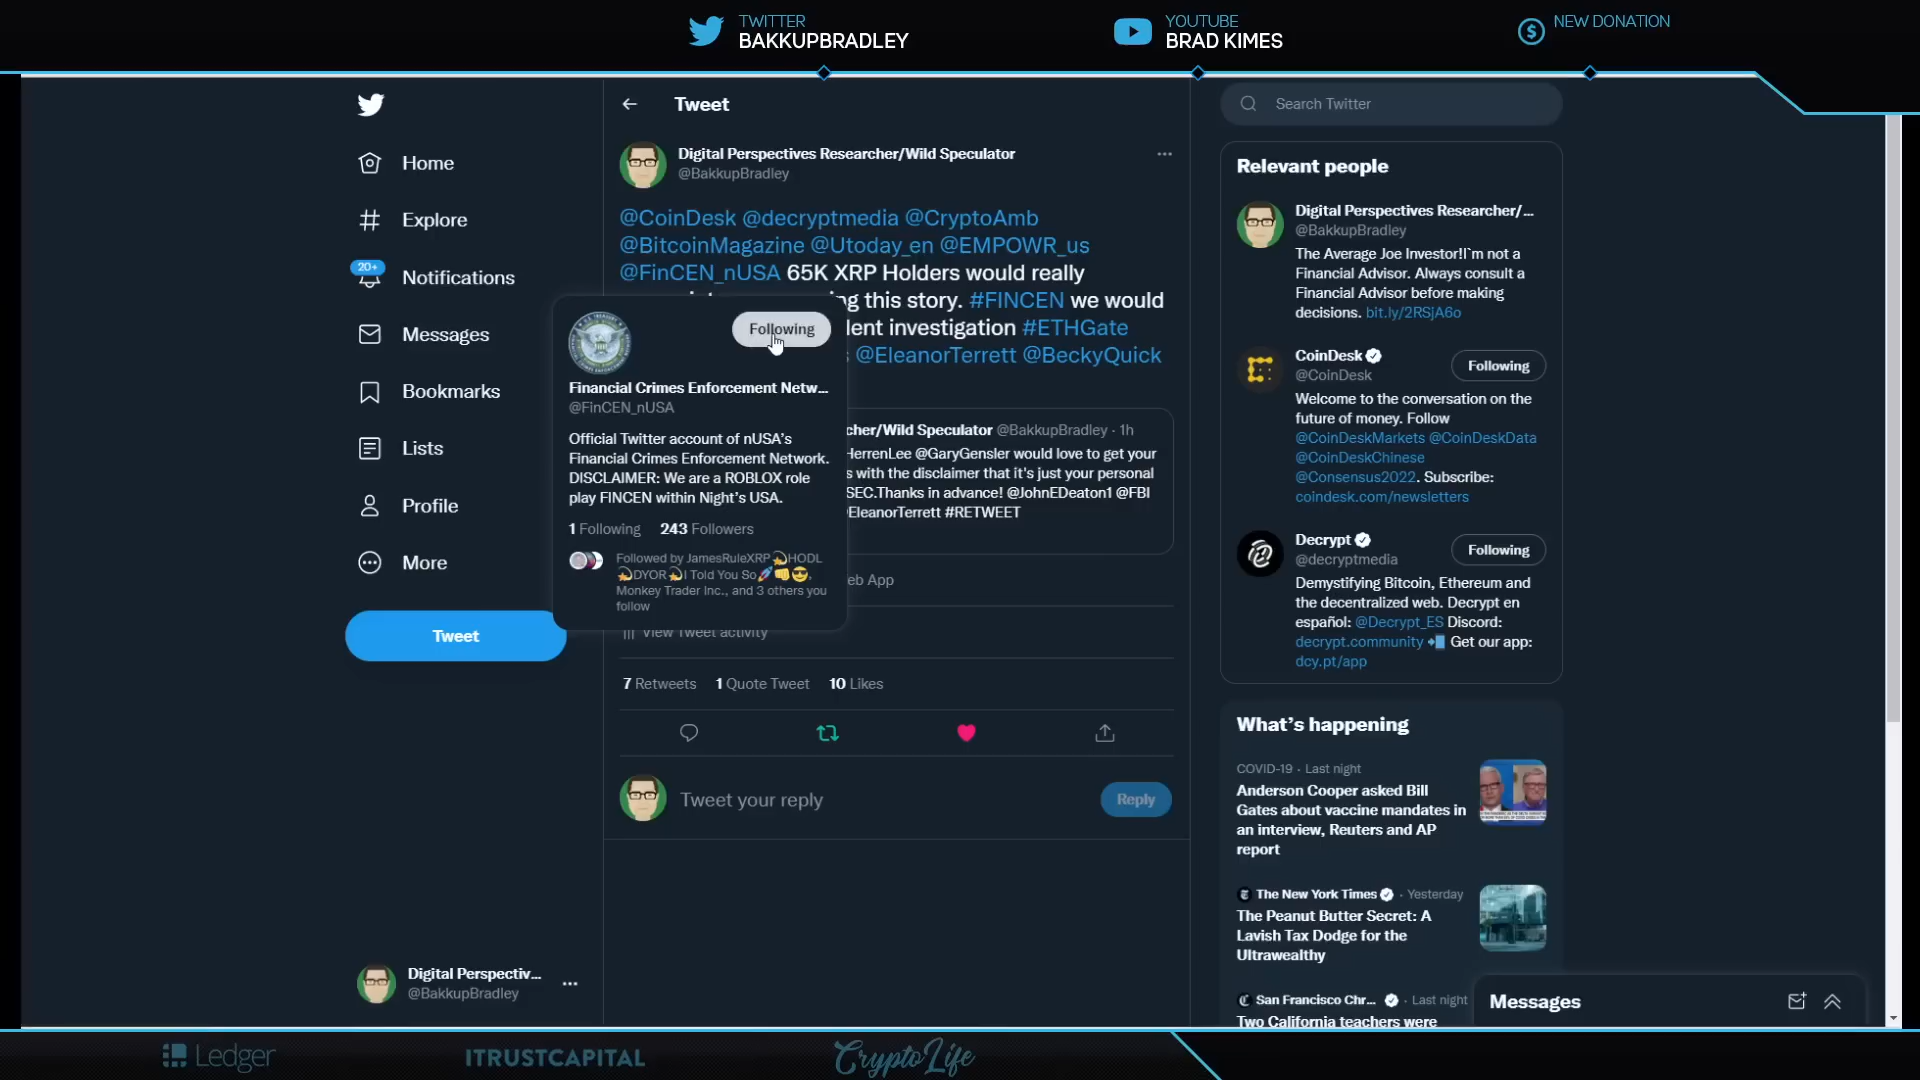 TWITTER
BAKKUPBRADLEY
YOUTUBE
BRAD KIMES
NEW DONATION
Home
Explore
20+
Notifications
Messages
Bookmarks
Lists
Profile
More
Tweet
Digital Perspectiv...
@BakkupBradley
Tweet
Digital Perspectives Researcher/Wild Speculator
@BakkupBradley
@CoinDesk @decryptmedia @CryptoAmb
@BitcoinMagazine @Utoday_en @EMPOWR_us
@FinCEN_nUSA 65K XRP Holders would really
this story. #FINCEN we would
investigation #ETHGate
@EleanorTerrett @BeckyQuick
Following
Financial Crimes Enforcement Netw...
@FinCEN_nUSA
Official Twitter account of nUSA's
Financial Crimes Enforcement Network.
DISCLAIMER: We are a ROBLOX role
play FINCEN within Night's USA.
1 Following 243 Followers
Followed by JamesRuleXRP💫HODL
💫DYOR💫I Told You So🚀👊😎,
Monkey Trader Inc., and 3 others you
follow
cher/Wild Speculator @BakkupBradley · 1h
HerrenLee @GaryGensler would love to get your
s with the disclaimer that it's just your personal
SEC.Thanks in advance! @JohnEDeaton1 @FBI
@EleanorTerrett #RETWEET
eb App
View Tweet activity
7 Retweets 1 Quote Tweet 10 Likes
Tweet your reply
Reply
Search Twitter
Relevant people
Digital Perspectives Researcher/...
@BakkupBradley
The Average Joe Investor!I`m not a
Financial Advisor. Always consult a
Financial Advisor before making
decisions. bit.ly/2RSjA6o
CoinDesk
@CoinDesk
Following
Welcome to the conversation on the
future of money. Follow
@CoinDeskMarkets @CoinDeskData
@CoinDeskChinese
@Consensus2022. Subscribe:
coindesk.com/newsletters
Decrypt
@decryptmedia
Following
Demystifying Bitcoin, Ethereum and
the decentralized web. Decrypt en
español: @Decrypt_ES Discord:
decrypt.community 📲 Get our app:
dcy.pt/app
What's happening
COVID-19 · Last night
Anderson Cooper asked Bill
Gates about vaccine mandates in
an interview, Reuters and AP
report
The New York Times · Yesterday
The Peanut Butter Secret: A
Lavish Tax Dodge for the
Ultrawealthy
San Francisco Chr... · Last night
Two California teachers were
Messages
Ledger
ITRUSTCAPITAL
CryptoLife